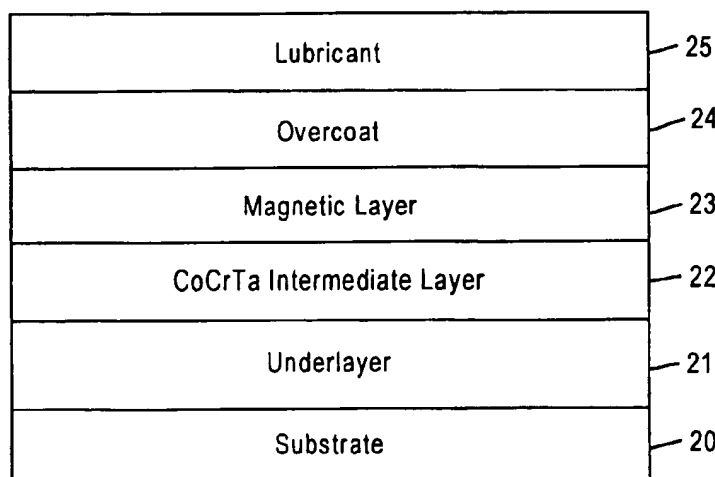 Lubricant 25
Overcoat 24
Magnetic Layer 23
CoCrTa Intermediate Layer 22
Underlayer 21
Substrate 20